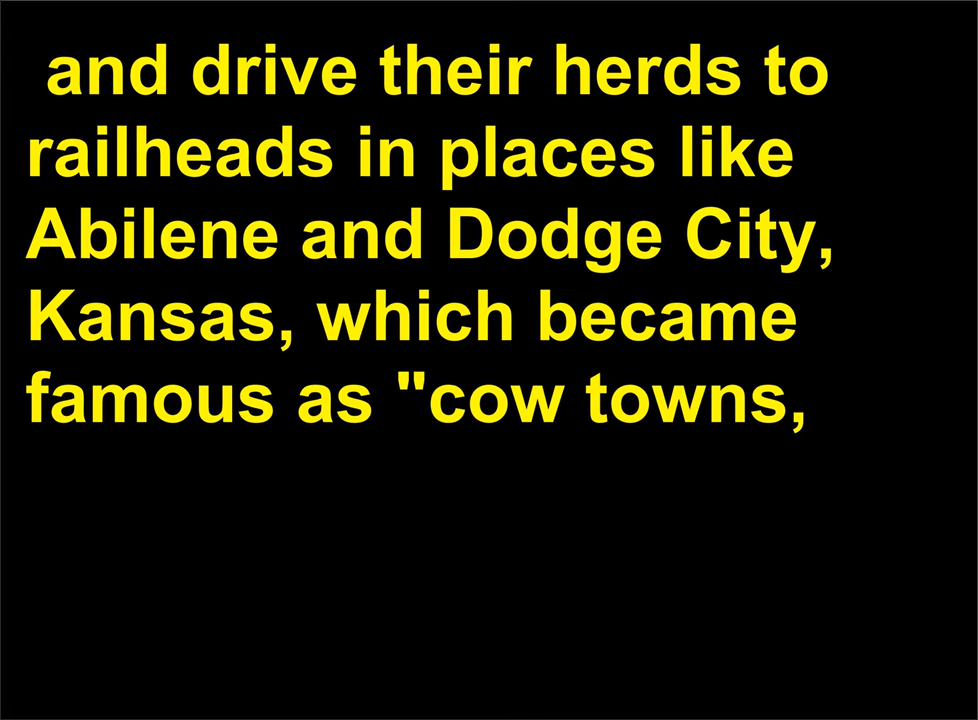 and drive their herds to
railheads in places like
Abilene and Dodge City,
Kansas, which became
famous as "cow towns,